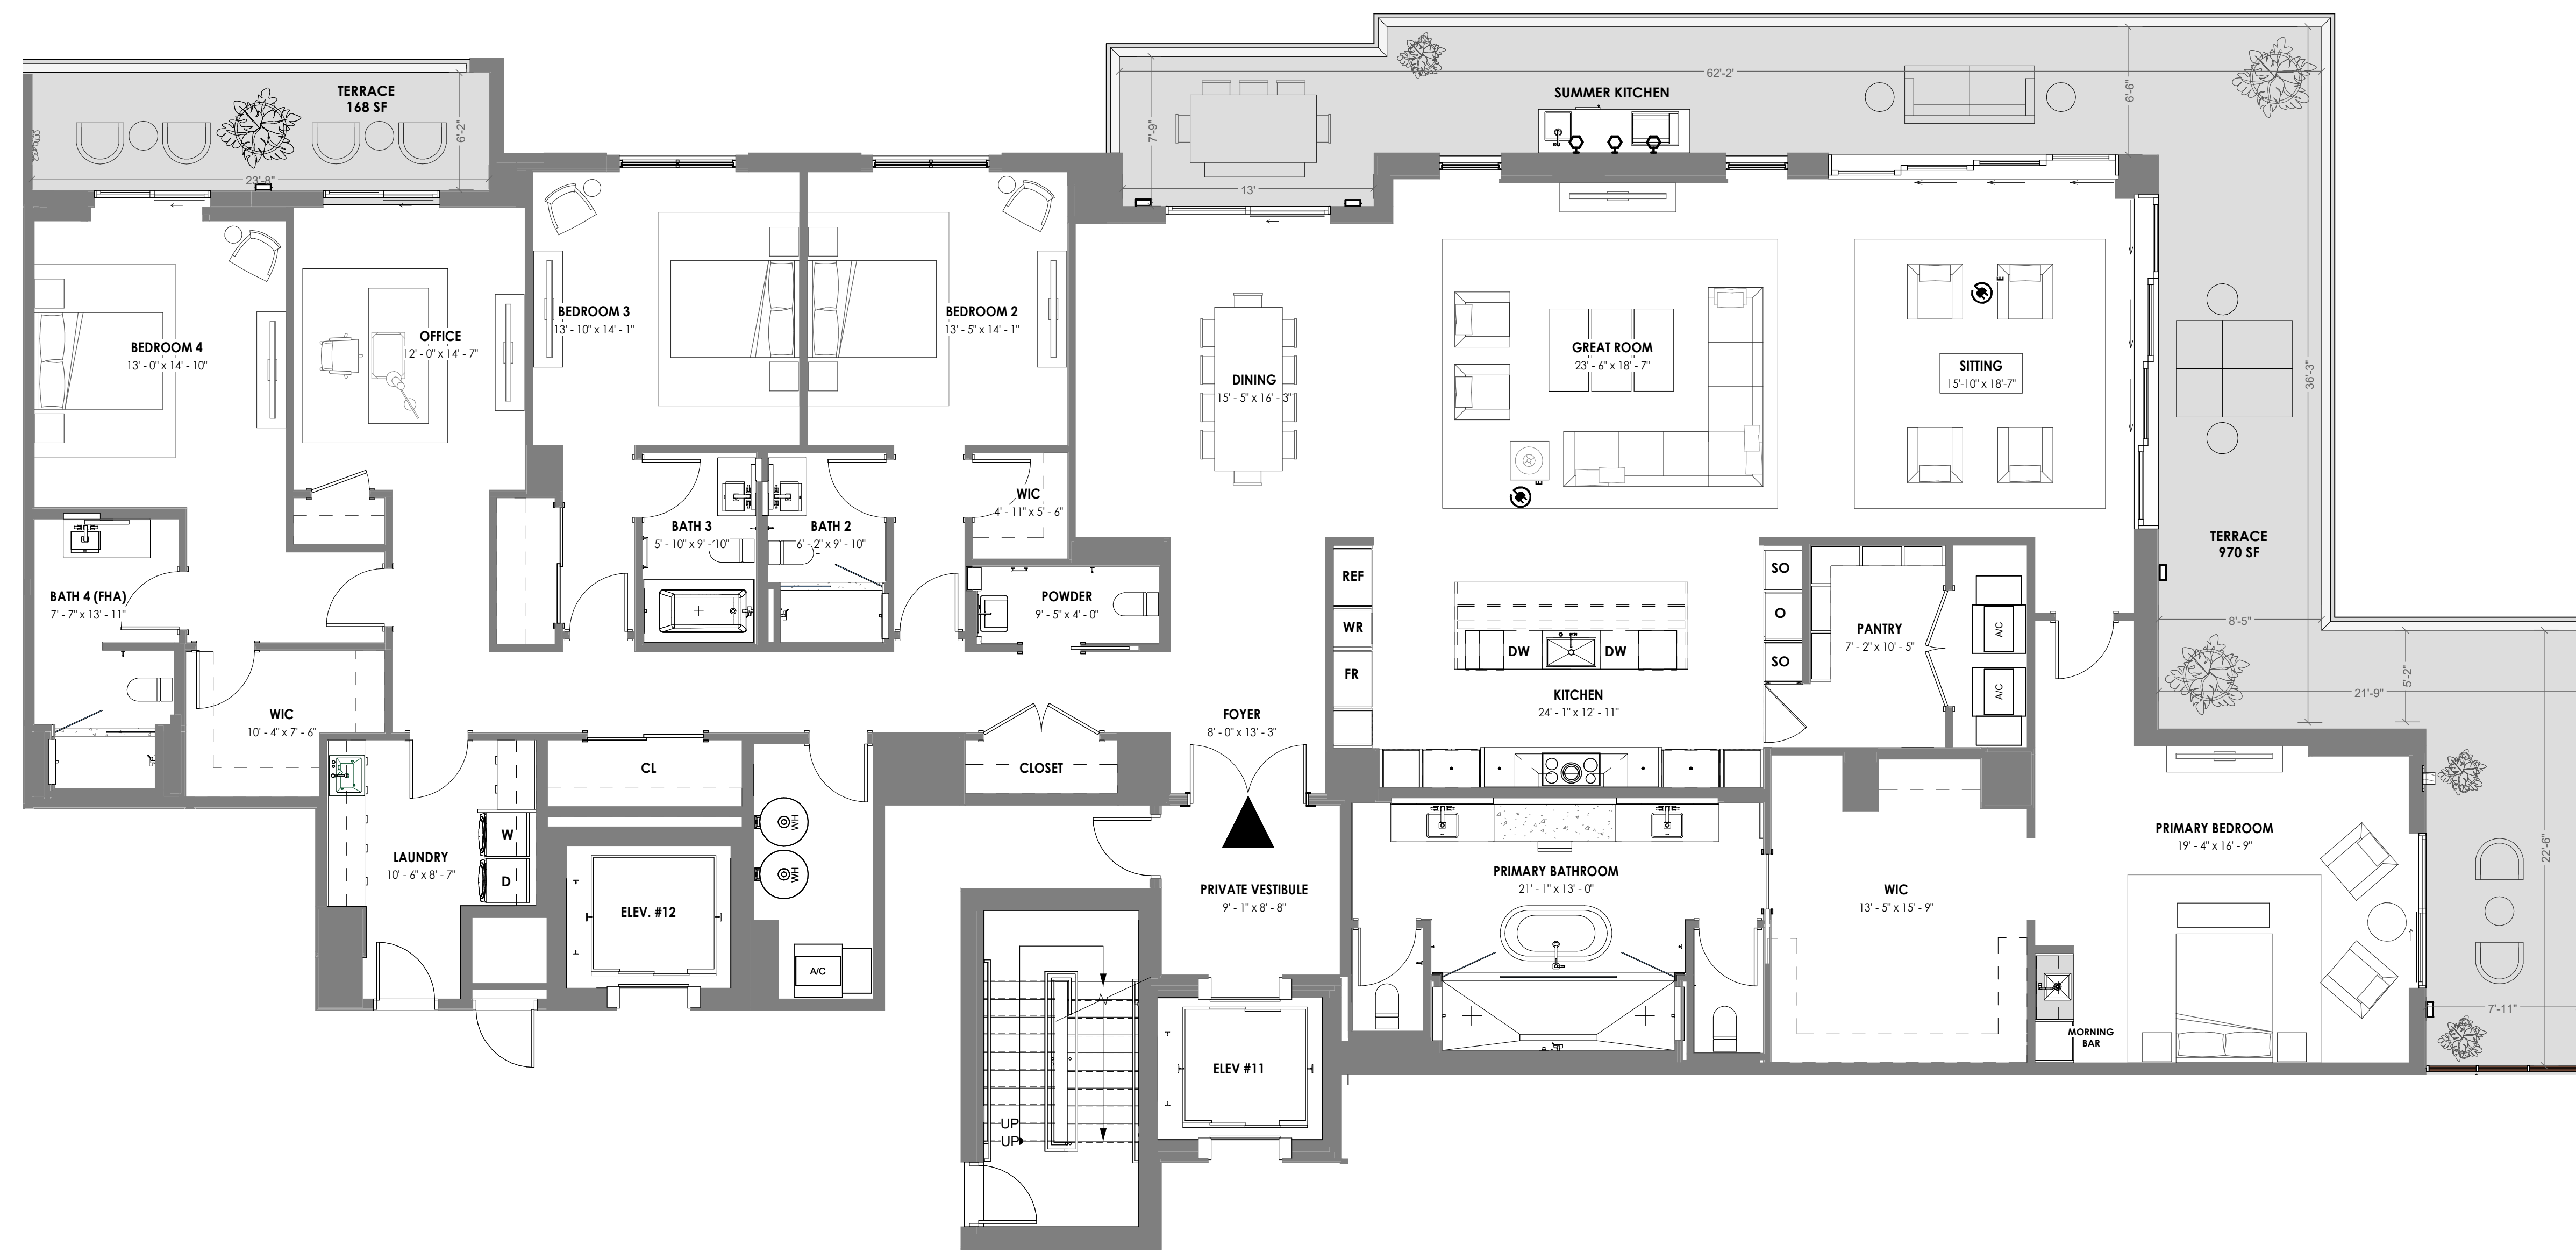 TERRACE
168 SF
6'-2"
23'-8"
62'-2'
SUMMER KITCHEN
7'-9"
13'
6'-6"
BEDROOM 4
13' - 0" x 14' - 10"
OFFICE
12' - 0" x 14' - 7"
BEDROOM 3
13' - 10" x 14' - 1"
BEDROOM 2
13' - 5" x 14' - 1"
DINING
15' - 5" x 16' - 3"
GREAT ROOM
23' - 6" x 18' - 7"
E
SITTING
15'-10" x 18'-7"
E
36'-3"
TERRACE
970 SF
BATH 4 (FHA)
7' - 7" x 13' - 11"
BATH 3
5' - 10" x 9' - 10"
BATH 2
6' - 2" x 9' - 10"
WIC
4' - 11" x 5' - 6"
POWDER
9' - 5" x 4' - 0"
REF
WR
FR
DW
DW
KITCHEN
24' - 1" x 12' - 11"
SO
O
SO
PANTRY
7' - 2" x 10' - 5"
A/C
A/C
8'-5"
5'-2"
21'-9"
WIC
10' - 4" x 7' - 6"
FOYER
8' - 0" x 13' - 3"
CL
CLOSET
LAUNDRY
10' - 6" x 8' - 7"
W
D
ELEV. #12
WH
WH
A/C
PRIVATE VESTIBULE
9' - 1" x 8' - 8"
PRIMARY BATHROOM
21' - 1" x 13' - 0"
WIC
13' - 5" x 15' - 9"
PRIMARY BEDROOM
19' - 4" x 16' - 9"
22'-6"
7'-11"
MORNING
BAR
ELEV #11
UP
UP